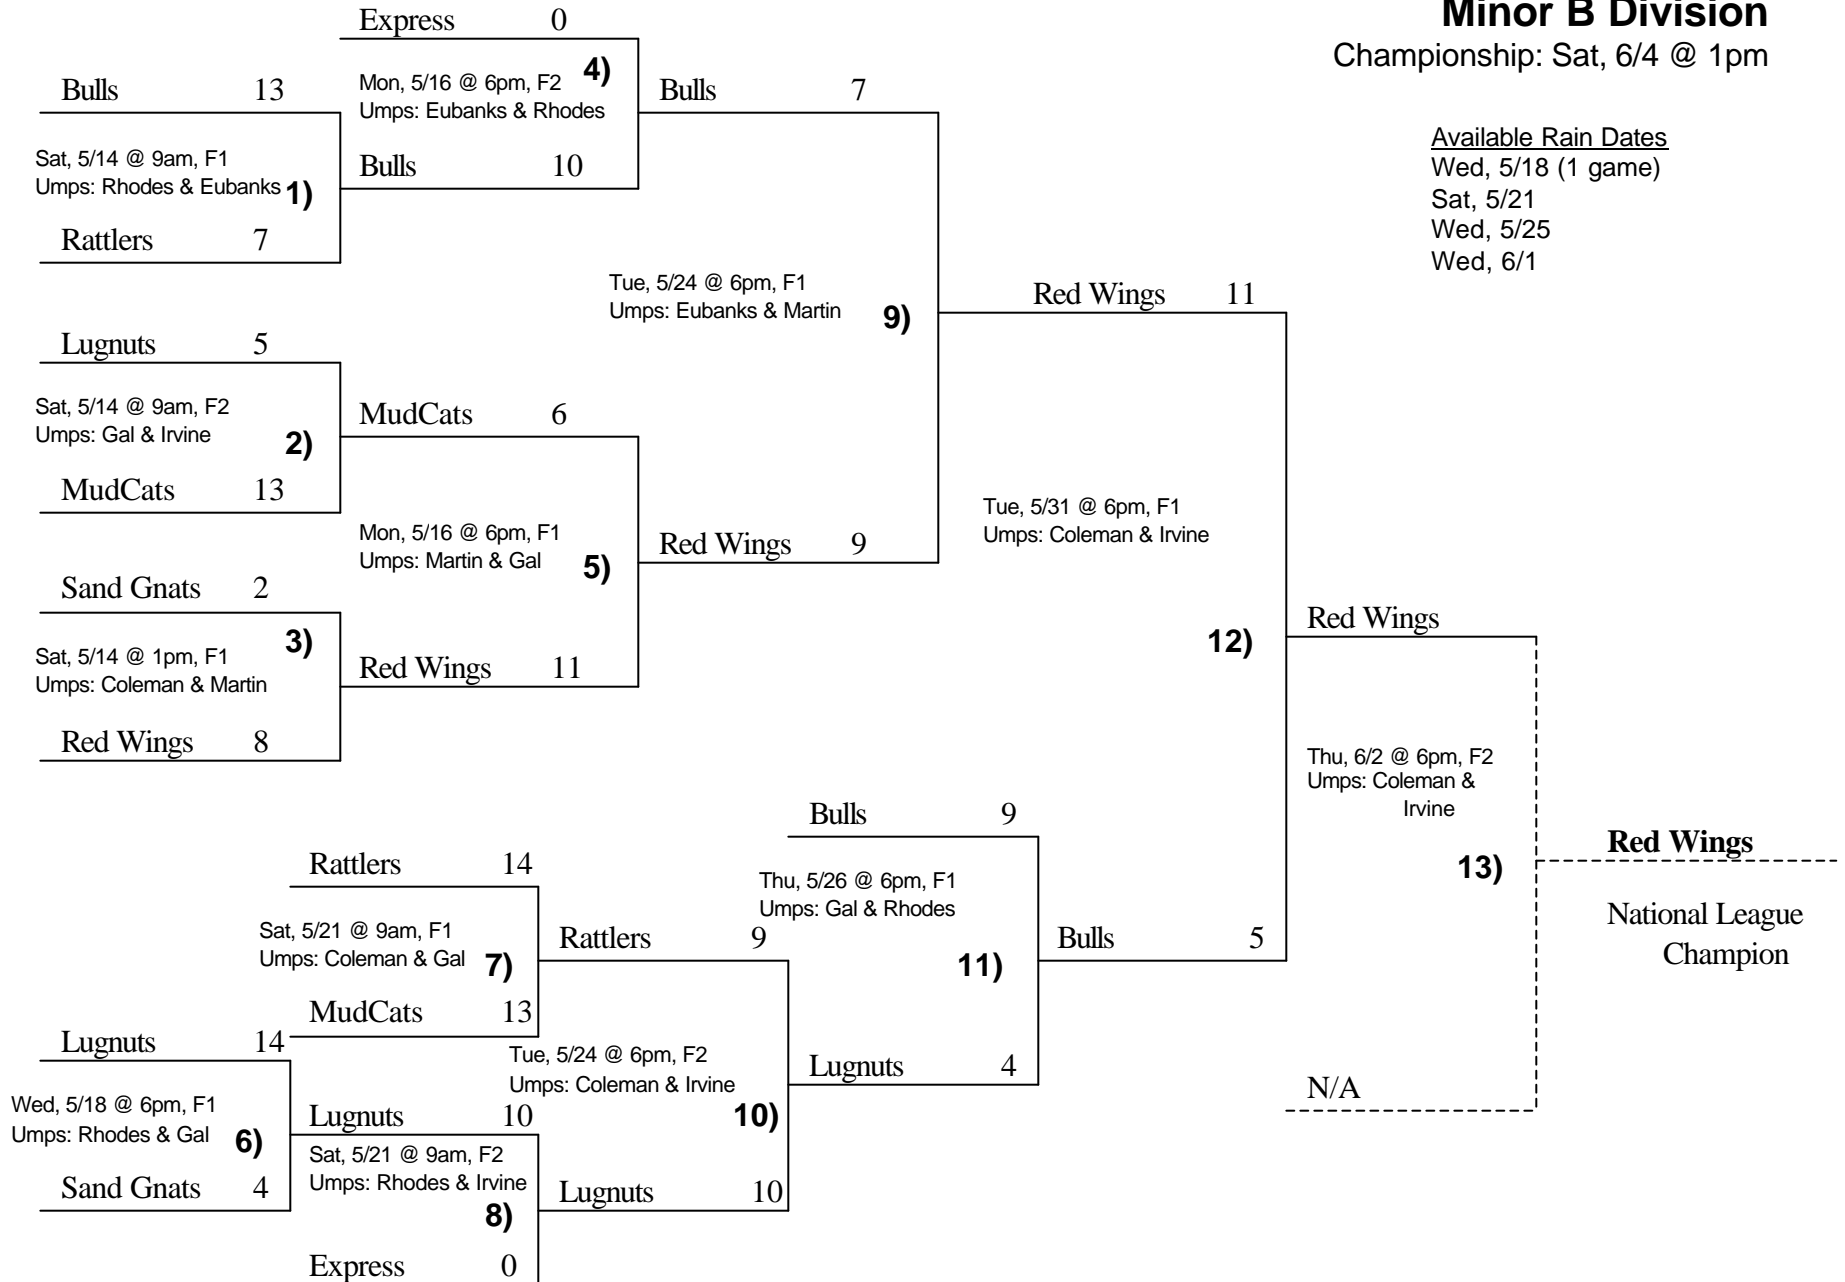 Minor B Division
Championship: Sat, 6/4 @ 1pm
Available Rain Dates
Wed, 5/18 (1 game)
Sat, 5/21
Wed, 5/25
Wed, 6/1
Express 0
Mon, 5/16 @ 6pm, F2
Umps: Eubanks & Rhodes
4)
Bulls 10
Bulls 13
Sat, 5/14 @ 9am, F1
Umps: Rhodes & Eubanks
1)
Rattlers 7
Bulls 7
Tue, 5/24 @ 6pm, F1
Umps: Eubanks & Martin
9)
Red Wings 11
Lugnuts 5
Sat, 5/14 @ 9am, F2
Umps: Gal & Irvine
2)
MudCats 13
MudCats 6
Mon, 5/16 @ 6pm, F1
Umps: Martin & Gal
5)
Red Wings 9
Sand Gnats 2
Sat, 5/14 @ 1pm, F1
Umps: Coleman & Martin
3)
Red Wings 8
Red Wings 11
Tue, 5/31 @ 6pm, F1
Umps: Coleman & Irvine
12)
Red Wings
Thu, 6/2 @ 6pm, F2
Umps: Coleman &
Irvine
13)
Red Wings
National League
Champion
N/A
Bulls 9
Thu, 5/26 @ 6pm, F1
Umps: Gal & Rhodes
11)
Bulls 5
Lugnuts 4
Rattlers 14
Sat, 5/21 @ 9am, F1
Umps: Coleman & Gal
7)
MudCats 13
Rattlers 9
Tue, 5/24 @ 6pm, F2
Umps: Coleman & Irvine
10)
Lugnuts 10
Lugnuts 14
Wed, 5/18 @ 6pm, F1
Umps: Rhodes & Gal
6)
Sand Gnats 4
Lugnuts 10
Sat, 5/21 @ 9am, F2
Umps: Rhodes & Irvine
8)
Express 0